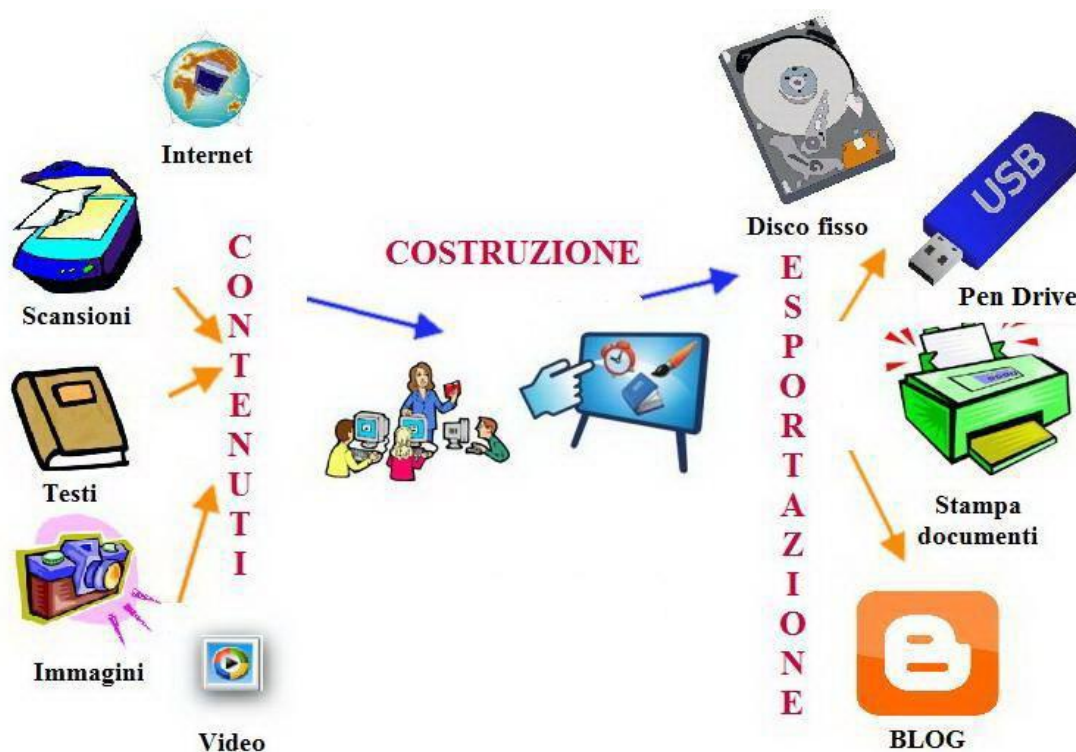 Internet
Scansioni
Testi
Immagini
Video
CONTENUTI
COSTRUZIONE
Disco fisso
ESPORTAZIONE
USB
Pen Drive
Stampa
documenti
BLOG